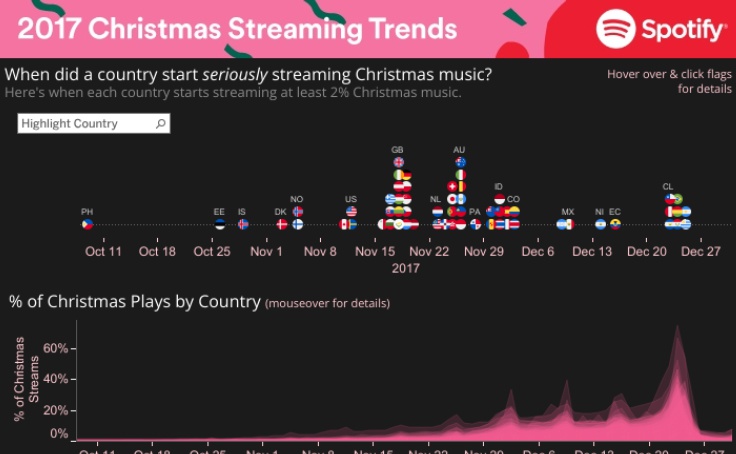 2017 Christmas Streaming Trends
Spotify®
When did a country start seriously streaming Christmas music?
Here's when each country starts streaming at least 2% Christmas music.
Hover over & click flags
for details
Highlight Country
GB AU
ID
PH EE IS DK NO US NL PA CO MX NI EC CL
Oct 11 Oct 18 Oct 25 Nov 1 Nov 8 Nov 15 Nov 22 Nov 29 Dec 6 Dec 13 Dec 20 Dec 27
2017
% of Christmas Plays by Country (mouseover for details)
% of Christmas
Streams
60%
40%
20%
0%
Oct 11 Oct 18 Oct 25 Nov 1 Nov 8 Nov 15 Nov 22 Nov 29 Dec 6 Dec 13 Dec 20 Dec 27